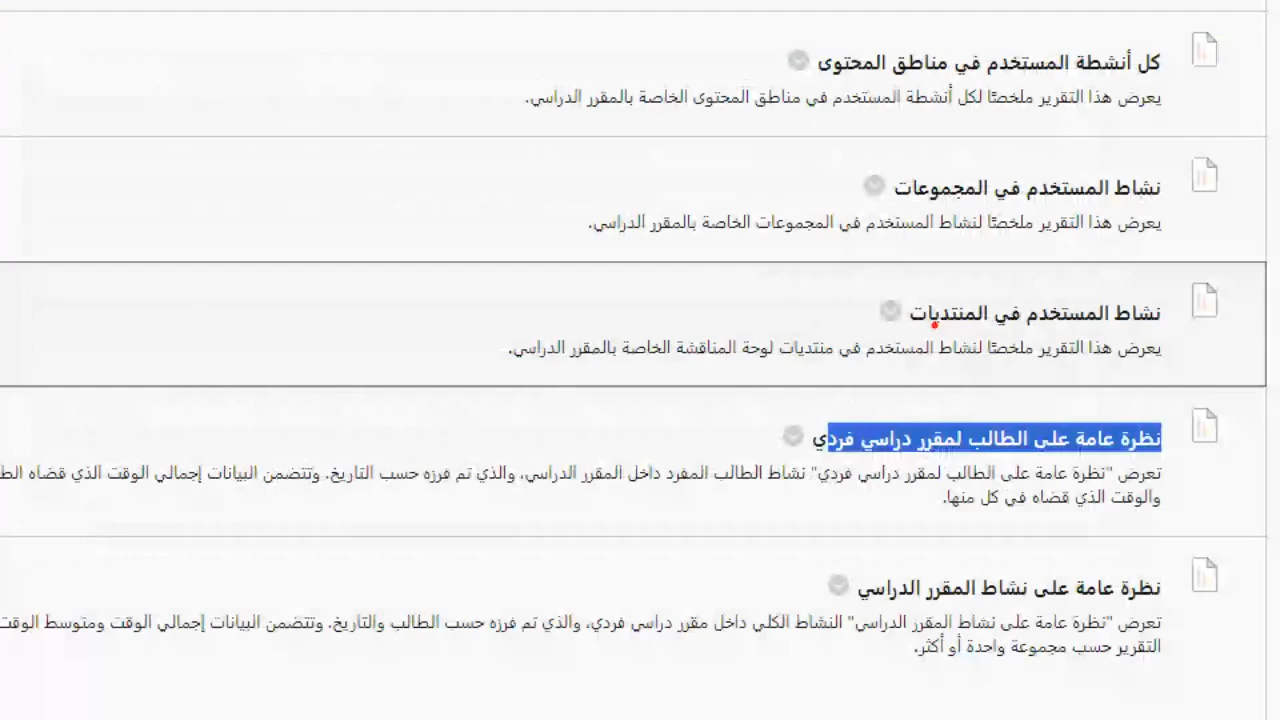 كل أنشطة المستخدم في مناطق المحتوى
يعرض هذا التقرير ملخصًا لكل أنشطة المستخدم في مناطق المحتوى الخاصة بالمقرر الدراسي.
نشاط المستخدم في المجموعات
يعرض هذا التقرير ملخصًا لنشاط المستخدم في المجموعات الخاصة بالمقرر الدراسي.
نشاط المستخدم في المنتديات
يعرض هذا التقرير ملخصًا لنشاط المستخدم في منتديات لوحة المناقشة الخاصة بالمقرر الدراسي.
نظرة عامة على الطالب لمقرر دراسي فردي
تعرض "نظرة عامة على الطالب لمقرر دراسي فردي" نشاط الطالب المفرد داخل المقرر الدراسي، والذي تم فرزه حسب التاريخ. وتتضمن البيانات إجمالي الوقت الذي قضاه
والوقت الذي قضاه في كل منها.
نظرة عامة على نشاط المقرر الدراسي
تعرض "نظرة عامة على نشاط المقرر الدراسي" النشاط الكلي داخل مقرر دراسي فردي، والذي تم فرزه حسب الطالب والتاريخ. وتتضمن البيانات إجمالي الوقت ومتوسط الوقت
التقرير حسب مجموعة واحدة أو أكثر.